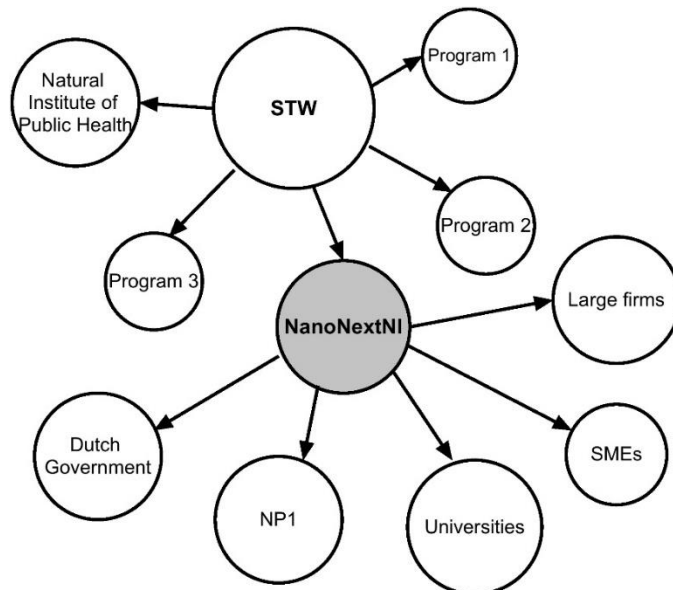 Program 1
Natural
Institute of
Public Health
STW
Program 2
Program 3
Large firms
NanoNextNl
Dutch
Government
SMEs
NP1
Universities